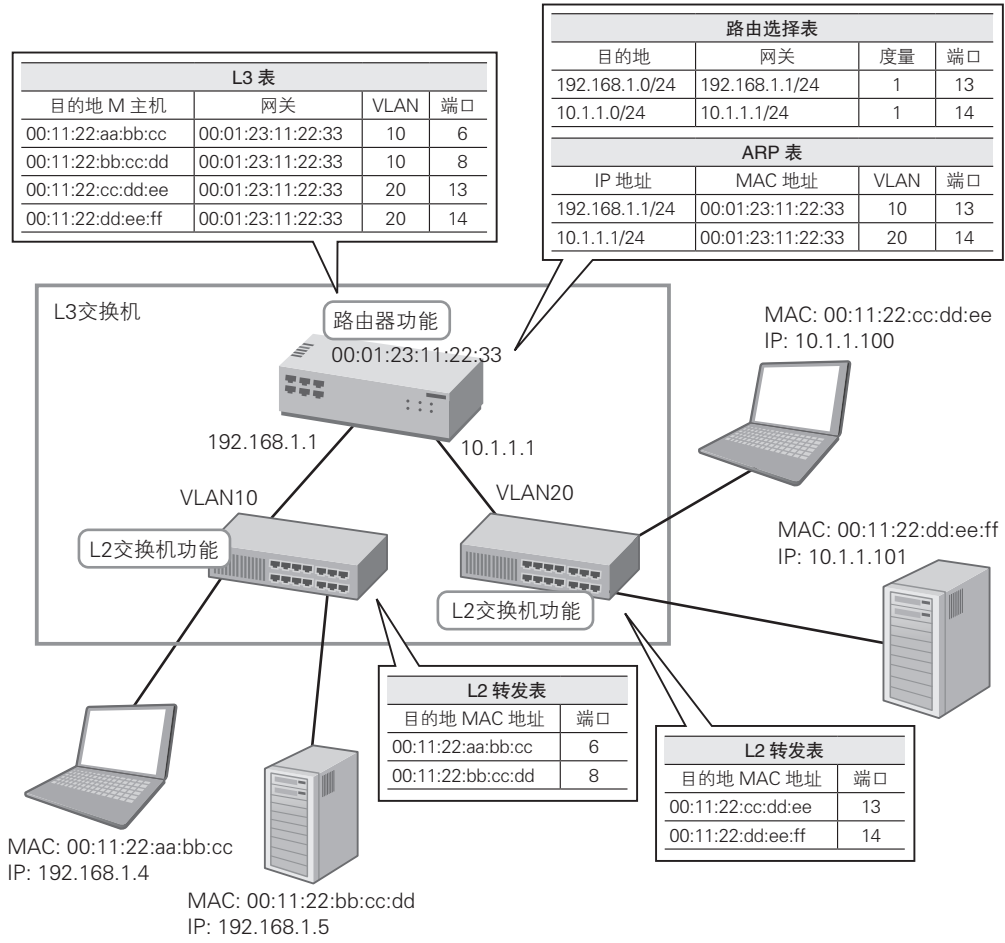 L3 表
目的地 M 主机 网关 VLAN 端口
00:11:22:aa:bb:cc 00:01:23:11:22:33 10 6
00:11:22:bb:cc:dd 00:01:23:11:22:33 10 8
00:11:22:cc:dd:ee 00:01:23:11:22:33 20 13
00:11:22:dd:ee:ff 00:01:23:11:22:33 20 14
路由选择表
目的地 网关 度量 端口
192.168.1.0/24 192.168.1.1/24 1 13
10.1.1.0/24 10.1.1.1/24 1 14
ARP 表
IP 地址 MAC 地址 VLAN 端口
192.168.1.1/24 00:01:23:11:22:33 10 13
10.1.1.1/24 00:01:23:11:22:33 20 14
L3交换机
路由器功能
00:01:23:11:22:33
192.168.1.1
10.1.1.1
VLAN10
VLAN20
L2交换机功能
L2交换机功能
MAC: 00:11:22:cc:dd:ee
IP: 10.1.1.100
MAC: 00:11:22:dd:ee:ff
IP: 10.1.1.101
L2 转发表
目的地 MAC 地址 端口
00:11:22:aa:bb:cc 6
00:11:22:bb:cc:dd 8
L2 转发表
目的地 MAC 地址 端口
00:11:22:cc:dd:ee 13
00:11:22:dd:ee:ff 14
MAC: 00:11:22:aa:bb:cc
IP: 192.168.1.4
MAC: 00:11:22:bb:cc:dd
IP: 192.168.1.5